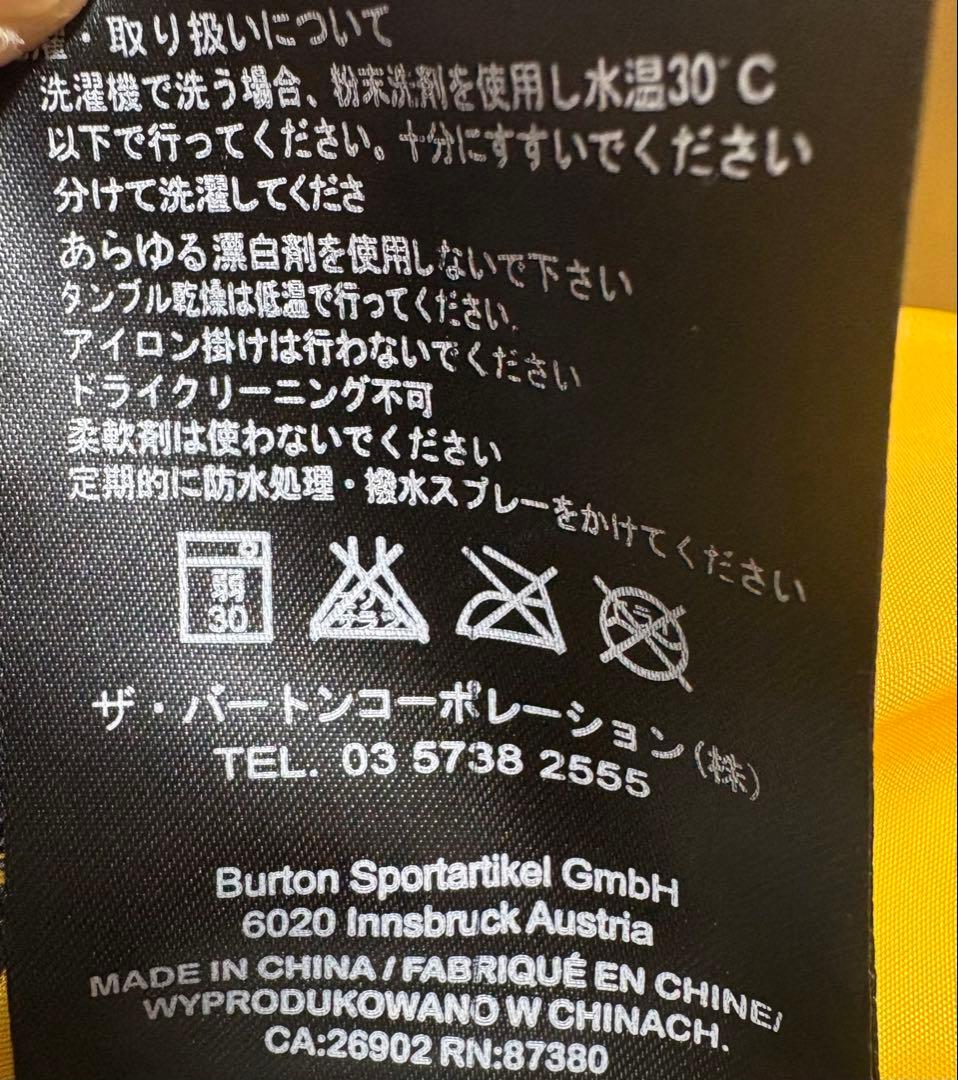 ・取り扱いについて
洗濯機で洗う場合、粉末洗剤を使用し水温30°C
以下で行ってください。十分にすすいでください
分けて洗濯してくださ
あらゆる漂白剤を使用しないで下さい
タンブル乾燥は低温で行ってください.
アイロン掛けは行わないでください
ドライクリーニング不可
柔軟剤は使わないでください
定期的に防水処理・撥水スプレーをかけてください
弱
30
ザ・バートンコーポレーション(株)
TEL. 03 5738 2555
Burton Sportartikel GmbH
6020 Innsbruck Austria
MADE IN CHINA / FABRIQUÉ EN CHINE/
WYPRODUKOWANO W CHINACH.
CA:26902 RN:87380